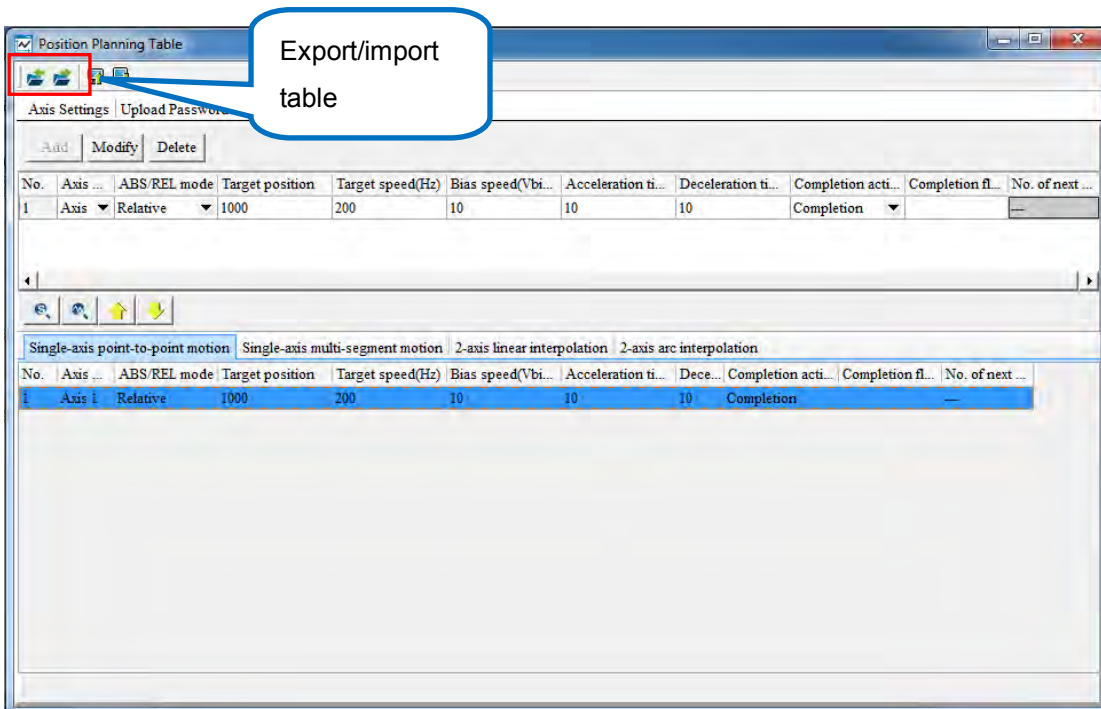 Position Planning Table
Export/import
table
Axis Settings Upload Passwo
Add Modify Delete
No. Axis ... ABS/REL mode Target position Target speed(Hz) Bias speed(Vbi... Acceleration ti... Deceleration ti... Completion acti... Completion fl... No. of next ...
1 Axis Relative 1000 200 10 10 10 Completion ---
Single-axis point-to-point motion Single-axis multi-segment motion 2-axis linear interpolation 2-axis arc interpolation
No. Axis ... ABS/REL mode Target position Target speed(Hz) Bias speed(Vbi... Acceleration ti... Dece... Completion acti... Completion fl... No. of next ...
1 Axis 1 Relative 1000 200 10 10 10 Completion ---